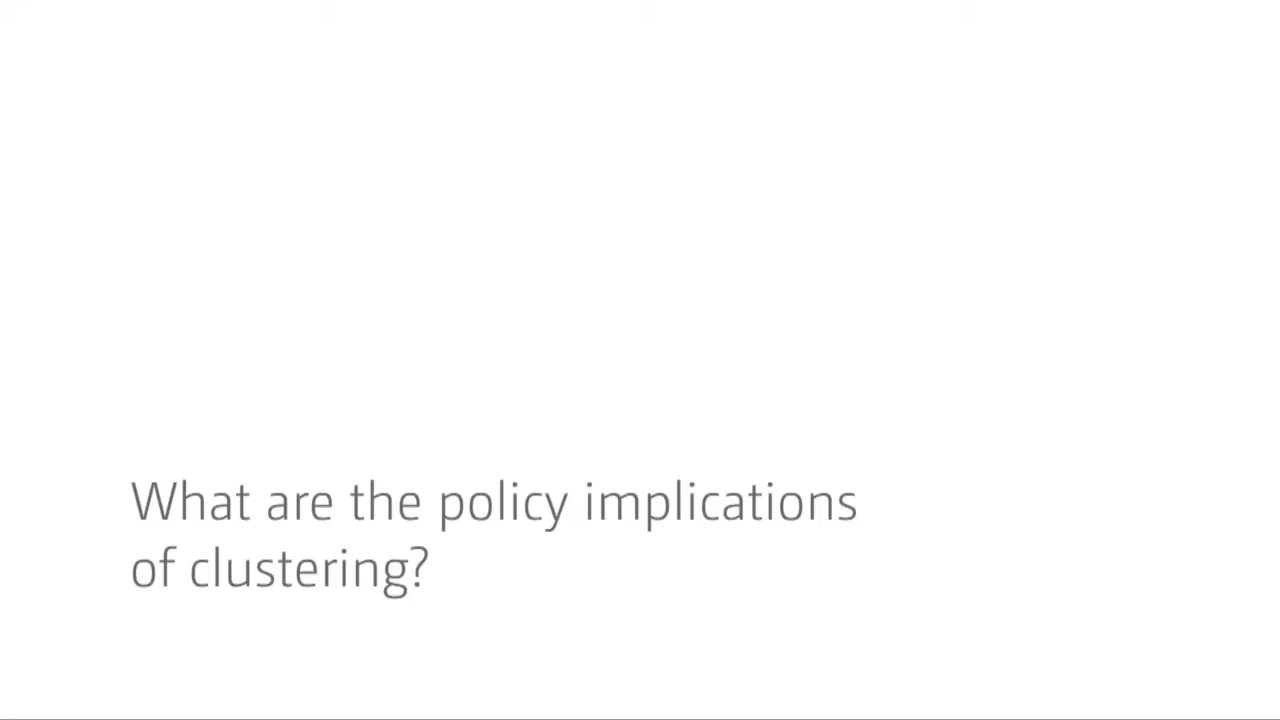 What are the policy implications
of clustering?